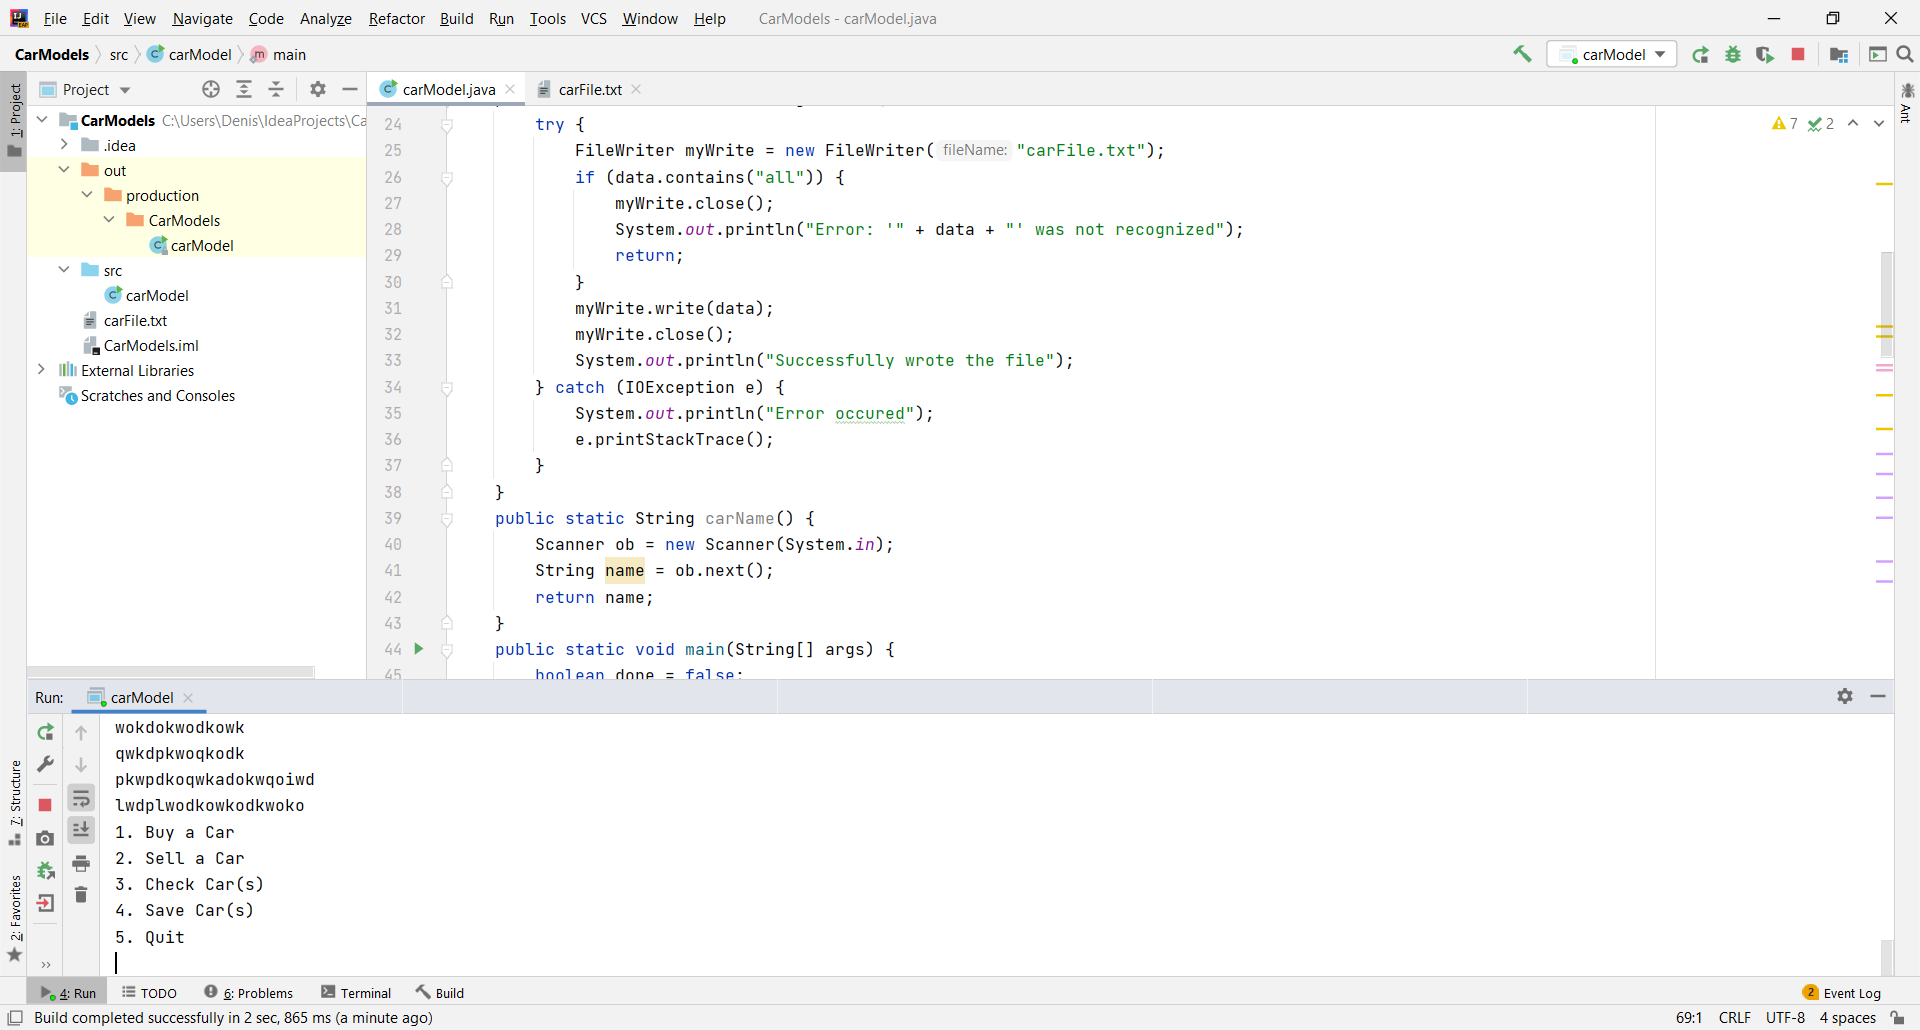 File Edit View Navigate Code Analyze Refactor Build Run Tools VCS Window Help CarModels - carModel.java
CarModels src carModel main carModel
1: Project
Project
carModel.java carFile.txt
Ant
CarModels C:\Users\Denis\IdeaProjects\Ca
.idea
out
production
CarModels
carModel
src
carModel
carFile.txt
CarModels.iml
External Libraries
Scratches and Consoles
7 2
24 try {
25 FileWriter myWrite = new FileWriter( fileName: "carFile.txt");
26 if (data.contains("all")) {
27 myWrite.close();
28 System.out.println("Error: '" + data + "' was not recognized");
29 return;
30 }
31 myWrite.write(data);
32 myWrite.close();
33 System.out.println("Successfully wrote the file");
34 } catch (IOException e) {
35 System.out.println("Error occured");
36 e.printStackTrace();
37 }
38 }
39 public static String carName() {
40 Scanner ob = new Scanner(System.in);
41 String name = ob.next();
42 return name;
43 }
44 public static void main(String[] args) {
45 boolean done = false;
Run: carModel
7: Structure
2: Favorites
wokdokwodkowk
qwkdpkwoqkodk
pkwpdkoqwkadokwqoiwd
lwdplwodkowkodkwoko
1. Buy a Car
2. Sell a Car
3. Check Car(s)
4. Save Car(s)
5. Quit
4: Run TODO 6: Problems Terminal Build 2 Event Log
Build completed successfully in 2 sec, 865 ms (a minute ago) 69:1 CRLF UTF-8 4 spaces